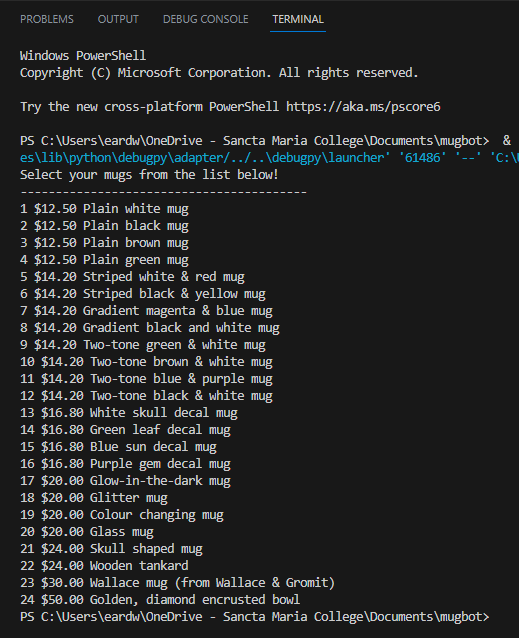 PROBLEMS OUTPUT DEBUG CONSOLE TERMINAL
Windows PowerShell
Copyright (C) Microsoft Corporation. All rights reserved.
Try the new cross-platform PowerShell https://aka.ms/pscore6
PS C:\Users\eardw\OneDrive - Sancta Maria College\Documents\mugbot> &
es\lib\python\debugpy\adapter/../..\debugpy\launcher' '61486' '--' 'C:\
Select your mugs from the list below!
-----------------------------------------
1 $12.50 Plain white mug
2 $12.50 Plain black mug
3 $12.50 Plain brown mug
4 $12.50 Plain green mug
5 $14.20 Striped white & red mug
6 $14.20 Striped black & yellow mug
7 $14.20 Gradient magenta & blue mug
8 $14.20 Gradient black and white mug
9 $14.20 Two-tone green & white mug
10 $14.20 Two-tone brown & white mug
11 $14.20 Two-tone blue & purple mug
12 $14.20 Two-tone black & white mug
13 $16.80 White skull decal mug
14 $16.80 Green leaf decal mug
15 $16.80 Blue sun decal mug
16 $16.80 Purple gem decal mug
17 $20.00 Glow-in-the-dark mug
18 $20.00 Glitter mug
19 $20.00 Colour changing mug
20 $20.00 Glass mug
21 $24.00 Skull shaped mug
22 $24.00 Wooden tankard
23 $30.00 Wallace mug (from Wallace & Gromit)
24 $50.00 Golden, diamond encrusted bowl
PS C:\Users\eardw\OneDrive - Sancta Maria College\Documents\mugbot>